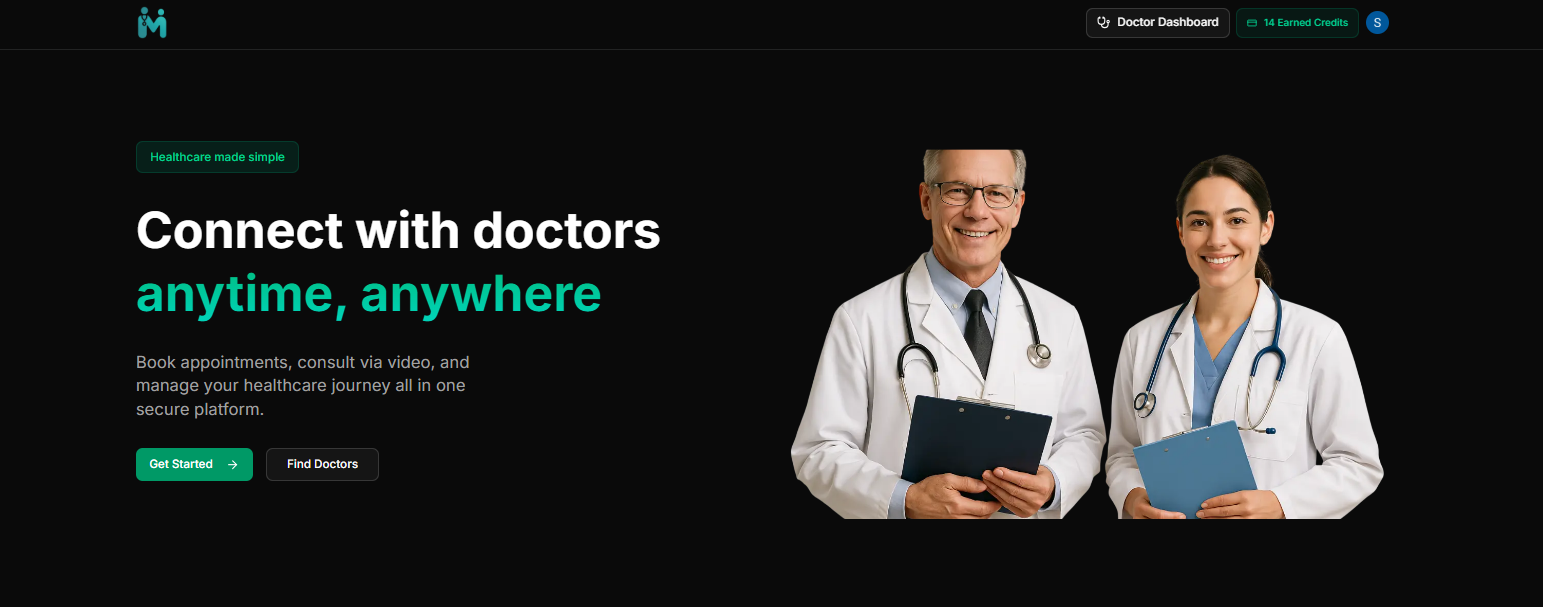 Doctor Dashboard
14 Earned Credits
S
Healthcare made simple
Connect with doctors
anytime, anywhere
Book appointments, consult via video, and
manage your healthcare journey all in one
secure platform.
Get Started →
Find Doctors